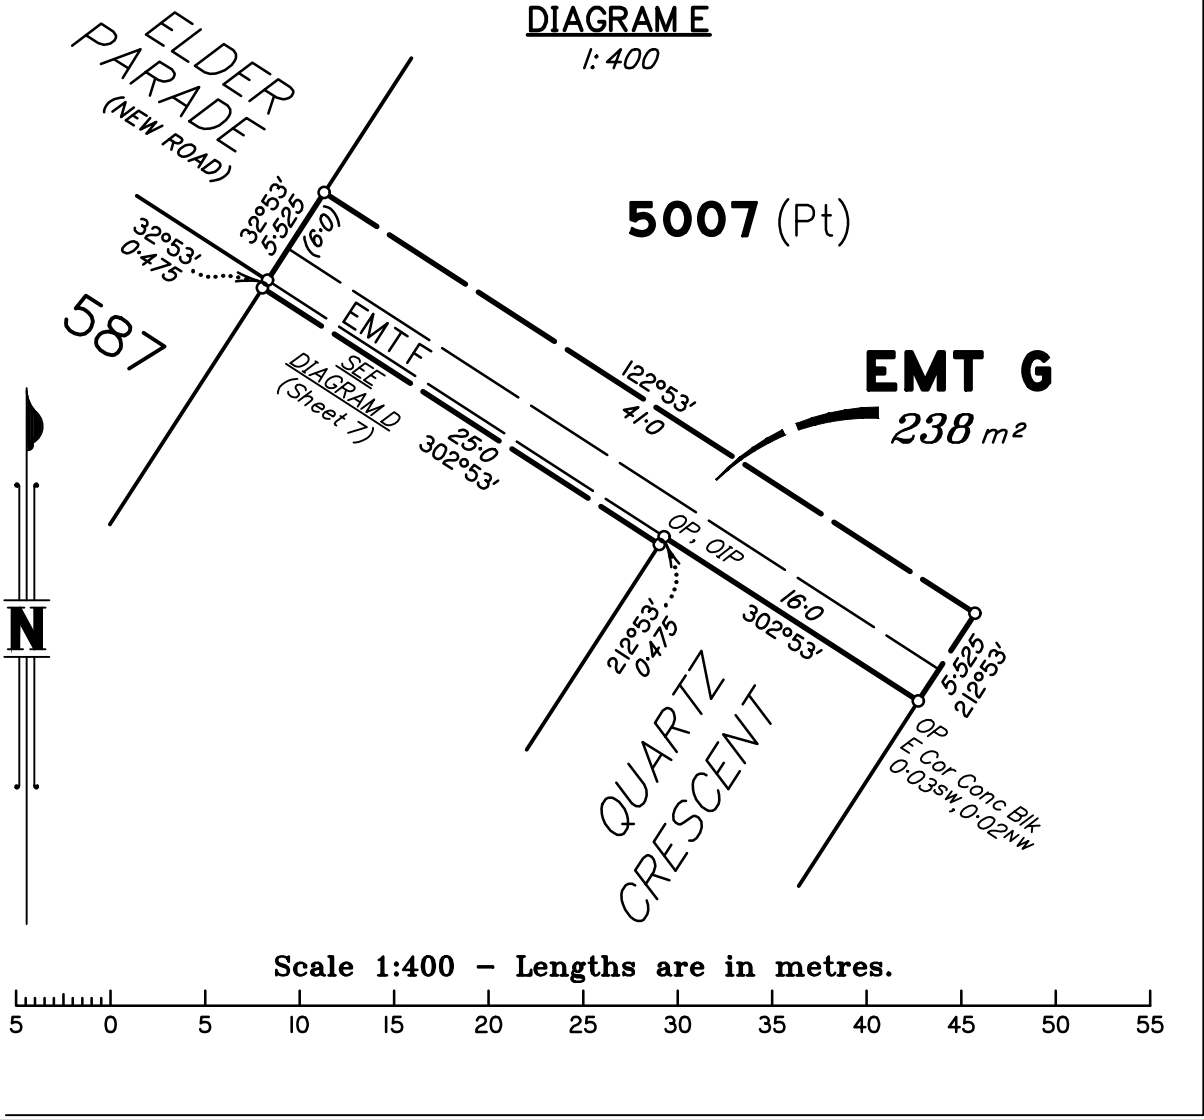 DIAGRAM E
1:400
ELDER
PARADE
(NEW ROAD)
32°53'
5·525
(6·0)
5007 (Pt)
32°53'
0·475
587
EMT F
SEE
DIAGRAM D
(Sheet 7)
122°53'
41·0
EMT G
238 m²
25·0
302°53'
OP, OIP
16·0
302°53'
212°53'
0·475
5·525
212°53'
N
QUARTZ
CRESCENT
OP
E Cor Conc Blk
0·03SW, 0·02NW
Scale 1:400 – Lengths are in metres.
5 0 5 10 15 20 25 30 35 40 45 50 55